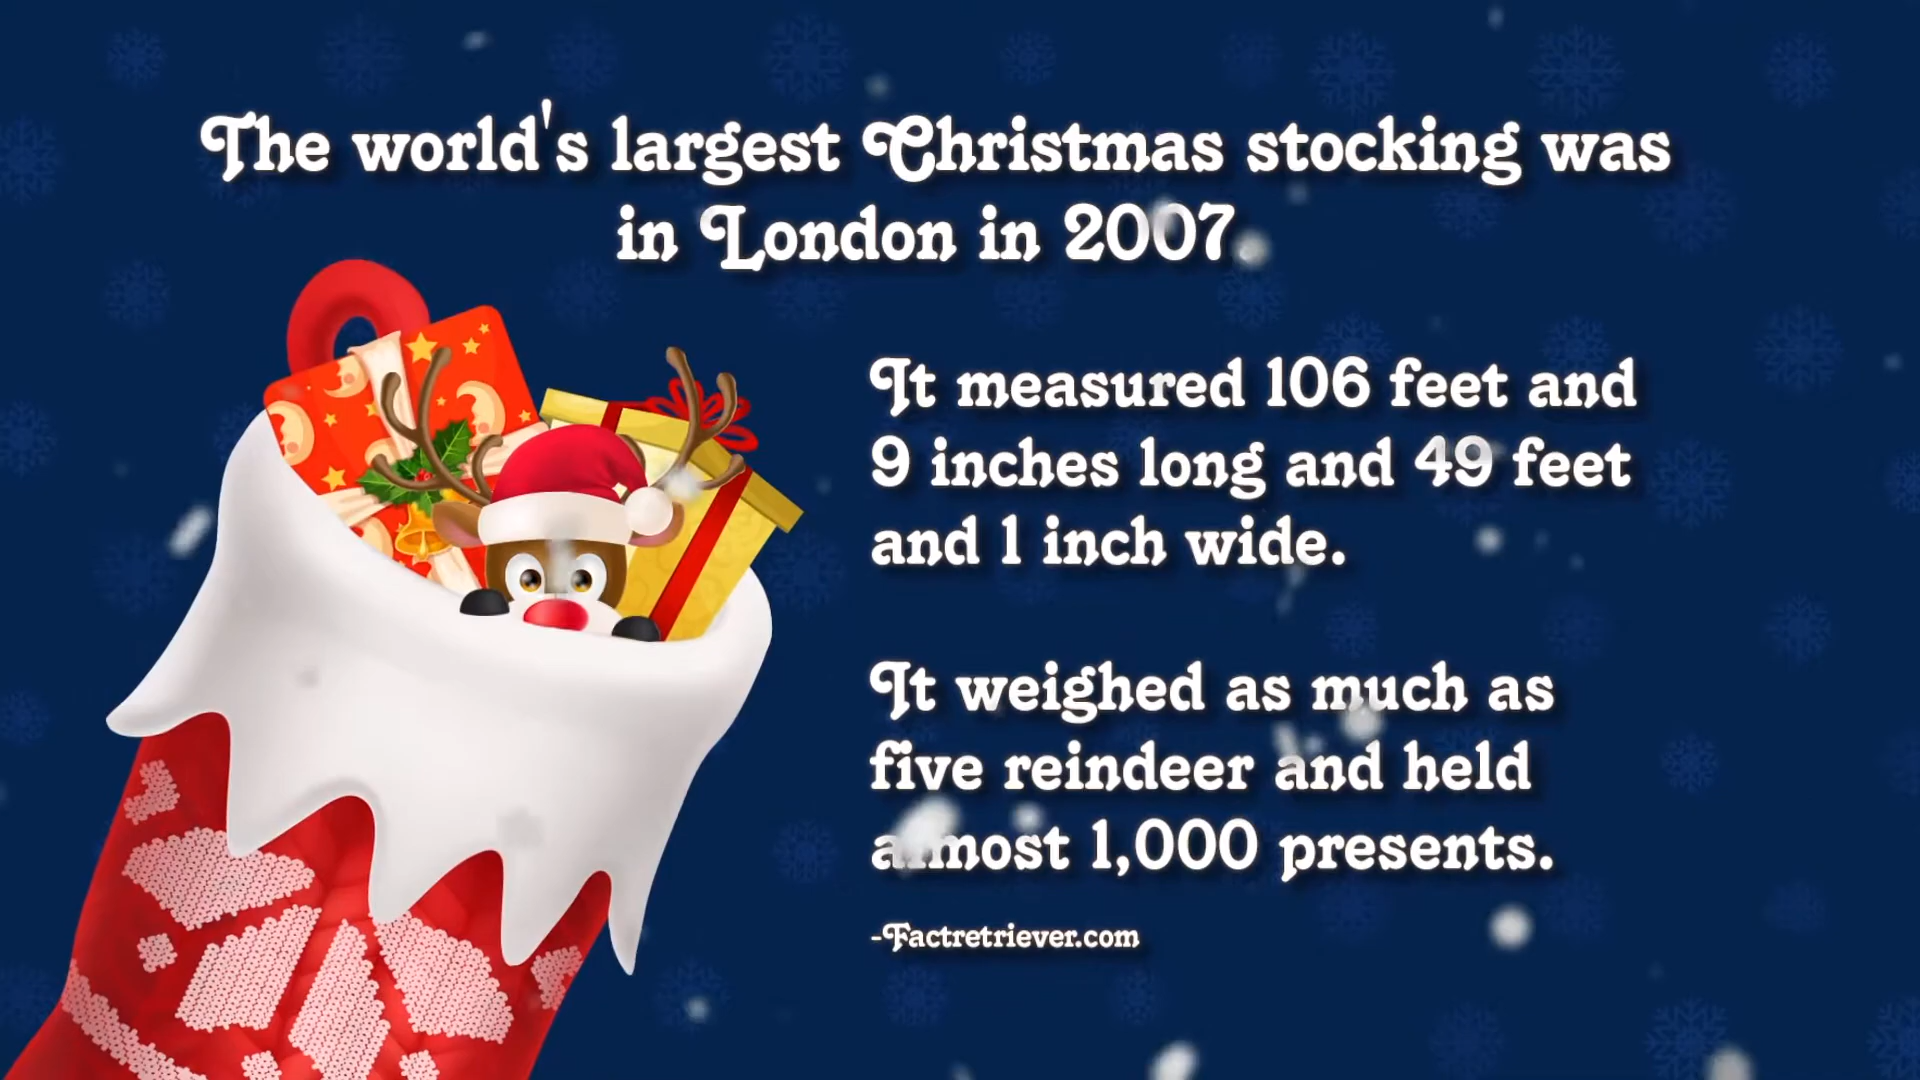 The world's largest Christmas stocking was
in London in 2007.
It measured 106 feet and
9 inches long and 49 feet
and 1 inch wide.
It weighed as much as
five reindeer and held
almost 1,000 presents.
-Factretriever.com